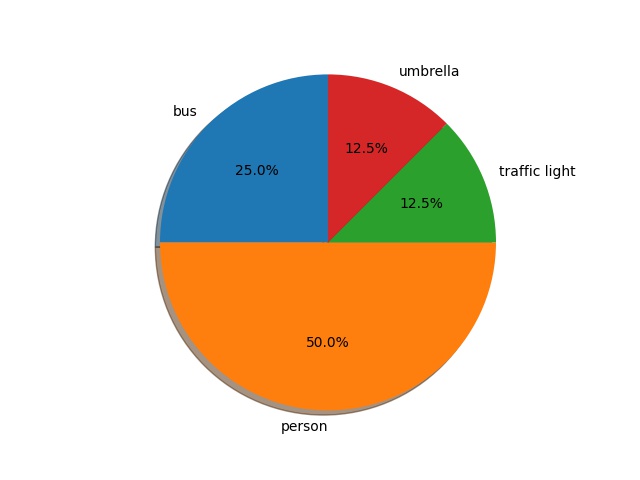 umbrella
bus
12.5%
25.0%
traffic light
12.5%
50.0%
person